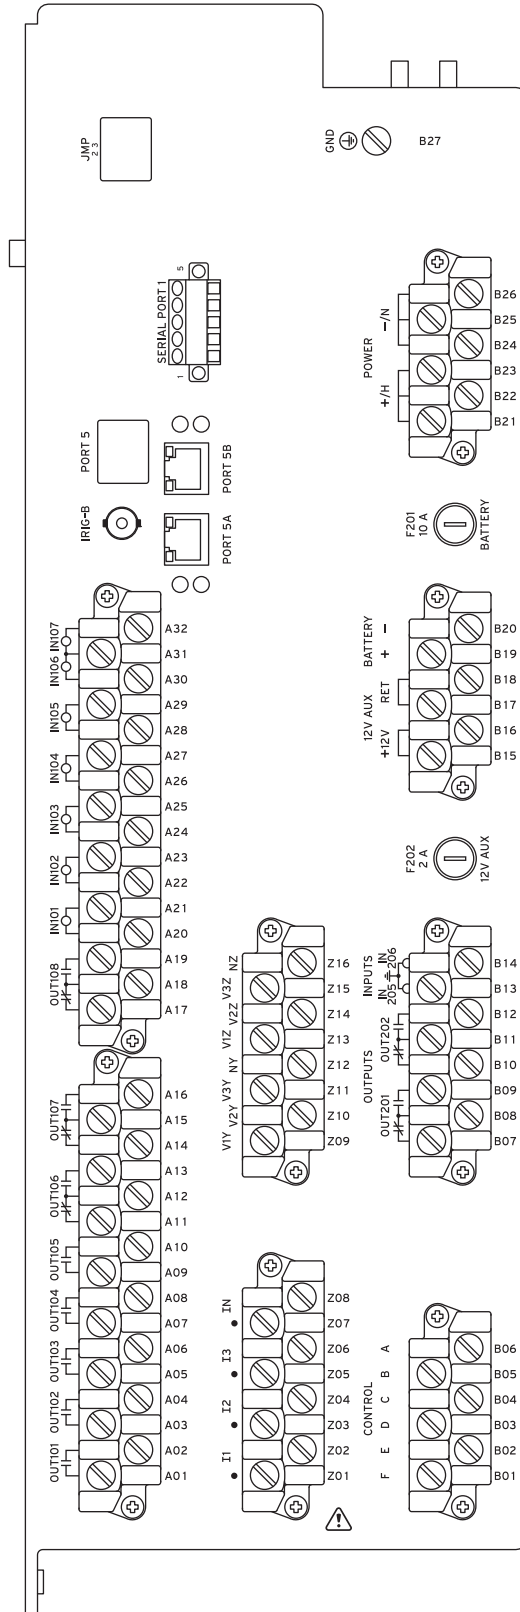 JMP
2 3
GND
B27
SERIAL PORT 1
5
1
POWER
−/N
+/H
B26
B25
B24
B23
B22
B21
PORT 5
PORT 5B
IRIG-B
PORT 5A
F201
10 A
BATTERY
IN107
IN106
IN105
IN104
IN103
IN102
IN101
OUT108
A32
A31
A30
A29
A28
A27
A26
A25
A24
A23
A22
A21
A20
A19
A18
A17
BATTERY
+ −
12V AUX
RET
+12V
B20
B19
B18
B17
B16
B15
F202
2 A
12V AUX
NZ
V3Z
V2Z
V1Z
NY
V3Y
V2Y
V1Y
Z16
Z15
Z14
Z13
Z12
Z11
Z10
Z09
INPUTS
IN
206
IN
205
OUTPUTS
OUT202
OUT201
B14
B13
B12
B11
B10
B09
B08
B07
OUT107
OUT106
OUT105
OUT104
OUT103
OUT102
OUT101
A16
A15
A14
A13
A12
A11
A10
A09
A08
A07
A06
A05
A04
A03
A02
A01
IN
I3
I2
I1
Z08
Z07
Z06
Z05
Z04
Z03
Z02
Z01
CONTROL
A
B
C
D
E
F
B06
B05
B04
B03
B02
B01